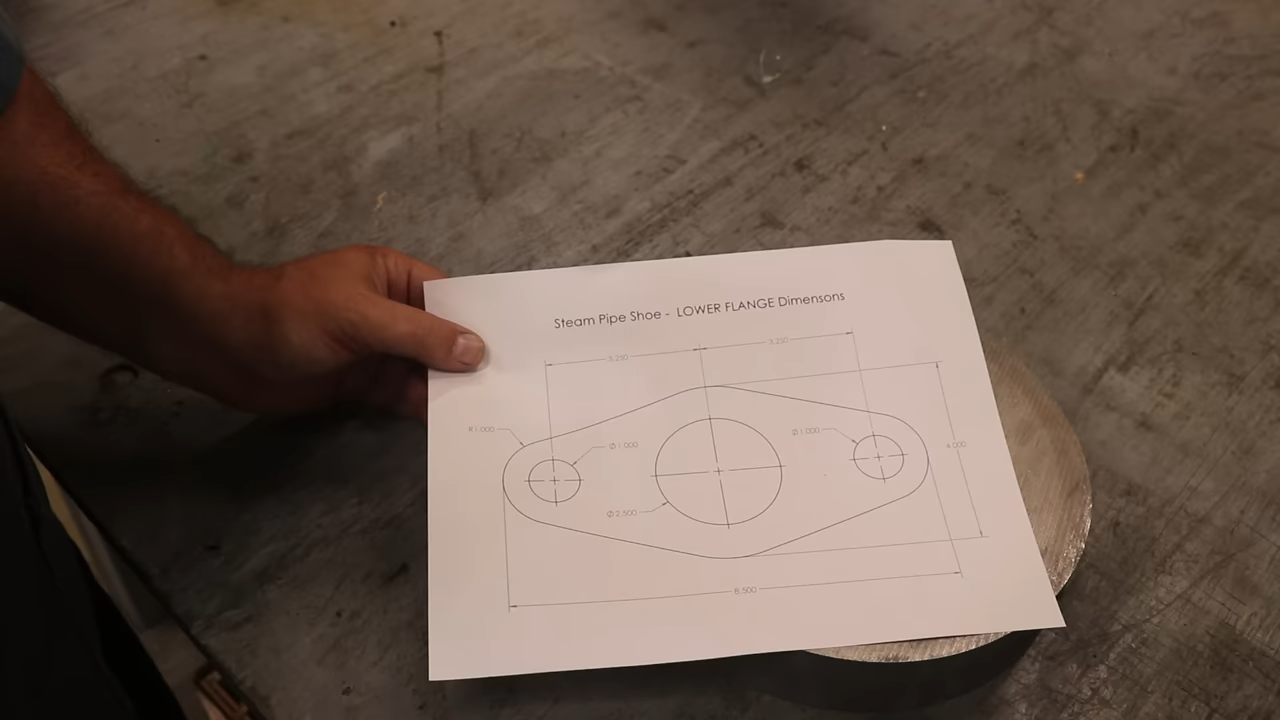 Steam Pipe Shoe - LOWER FLANGE Dimensons
3.250
3.250
R1.000
Ø1.000
Ø1.000
4.000
Ø2.500
8.500